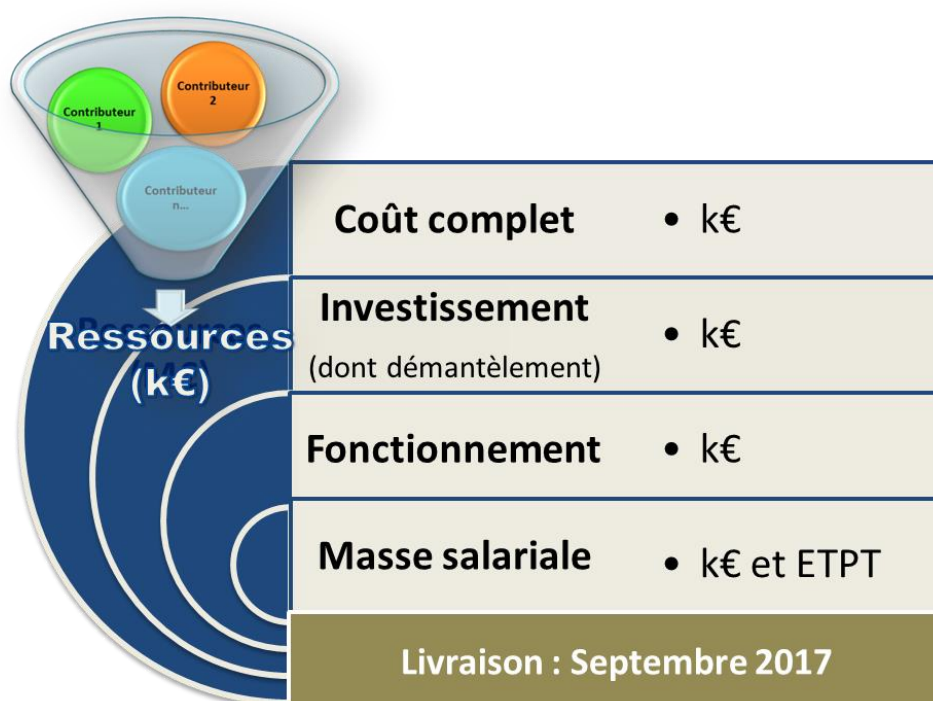 Contributeur
1
Contributeur
2
Contributeur
n...
Ressources
(k€)
Coût complet • k€
Investissement
(dont démantèlement) • k€
Fonctionnement • k€
Masse salariale • k€ et ETPT
Livraison : Septembre 2017